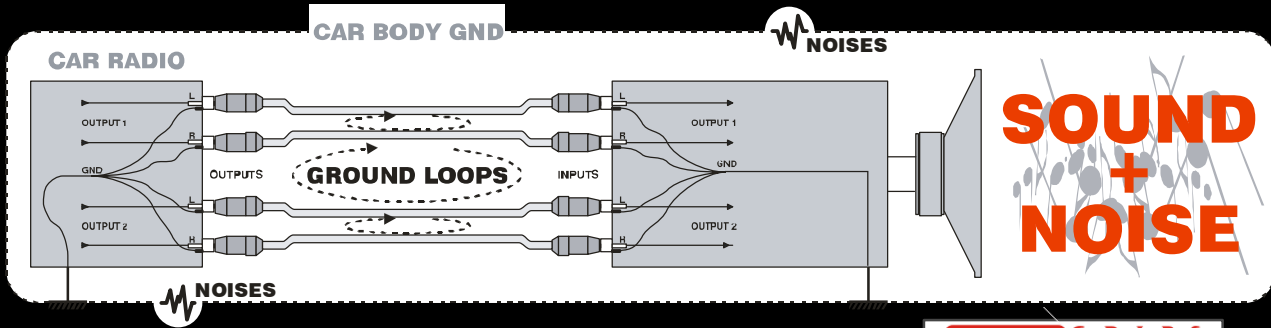 CAR BODY GND
NOISES
CAR RADIO
L
OUTPUT 1
R
GND
L
OUTPUT 2
H
OUTPUTS
GROUND LOOPS
INPUTS
L
OUTPUT 1
R
GND
L
OUTPUT 2
H
SOUND
+
NOISE
NOISES